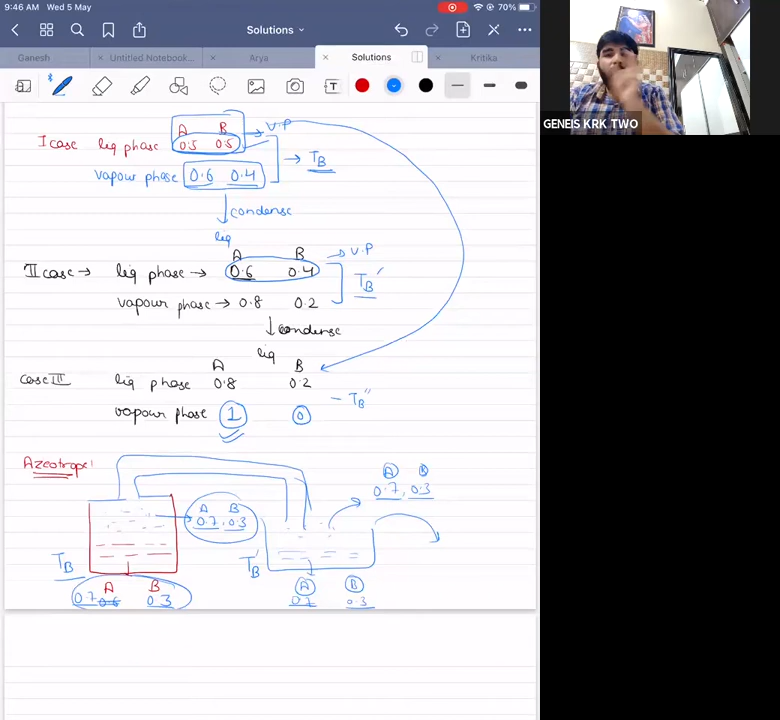 9:46 AM Wed 5 May
70%
Solutions
Ganesh
Untitled Notebook...
Arya
Solutions
Kritika
GENEIS KRK TWO
A B
I case liq phase 0.5 0.5 → V.P
vapour phase 0.6 0.4 → TB
↓ condense
liq
A B → V.P
II case → liq phase → 0.6 0.4 TB'
vapour phase → 0.8 0.2
↓ condense
liq
A B
case III liq phase 0.8 0.2
vapour phase 1 0 - TB''
Azeotrope
A B
0.7, 0.3
A B
0.7, 0.3
TB TB'
A B A B
0.7 0.6 0.3 0.7 0.3